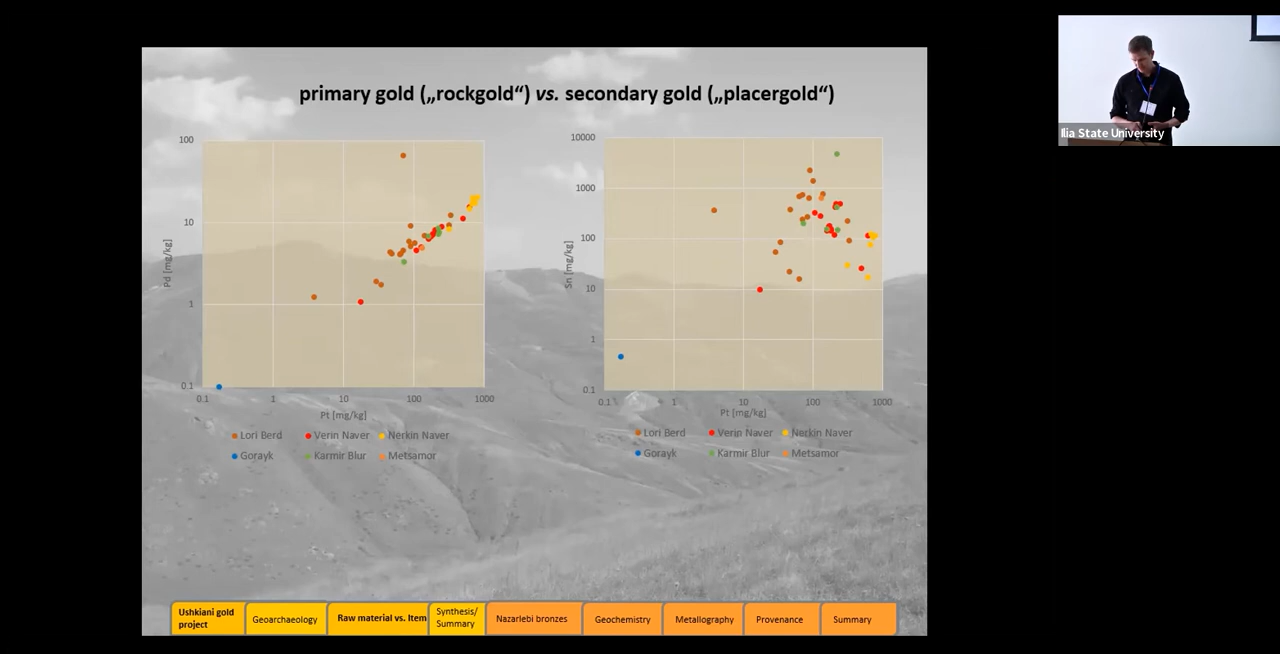 primary gold („rockgold“) vs. secondary gold („placergold“)
100
10
1
0.1
Pd [mg/kg]
0.1 1 10 100 1000
Pt [mg/kg]
Lori Berd Verin Naver Nerkin Naver
Gorayk Karmir Blur Metsamor
10000
1000
100
10
1
0.1
Sn [mg/kg]
0.1 1 10 100 1000
Pt [mg/kg]
Lori Berd Verin Naver Nerkin Naver
Gorayk Karmir Blur Metsamor
Ushkiani gold
project
Geoarchaeology
Raw material vs. Item
Synthesis/
Summary
Nazarlebi bronzes
Geochemistry
Metallography
Provenance
Summary
Ilia State University